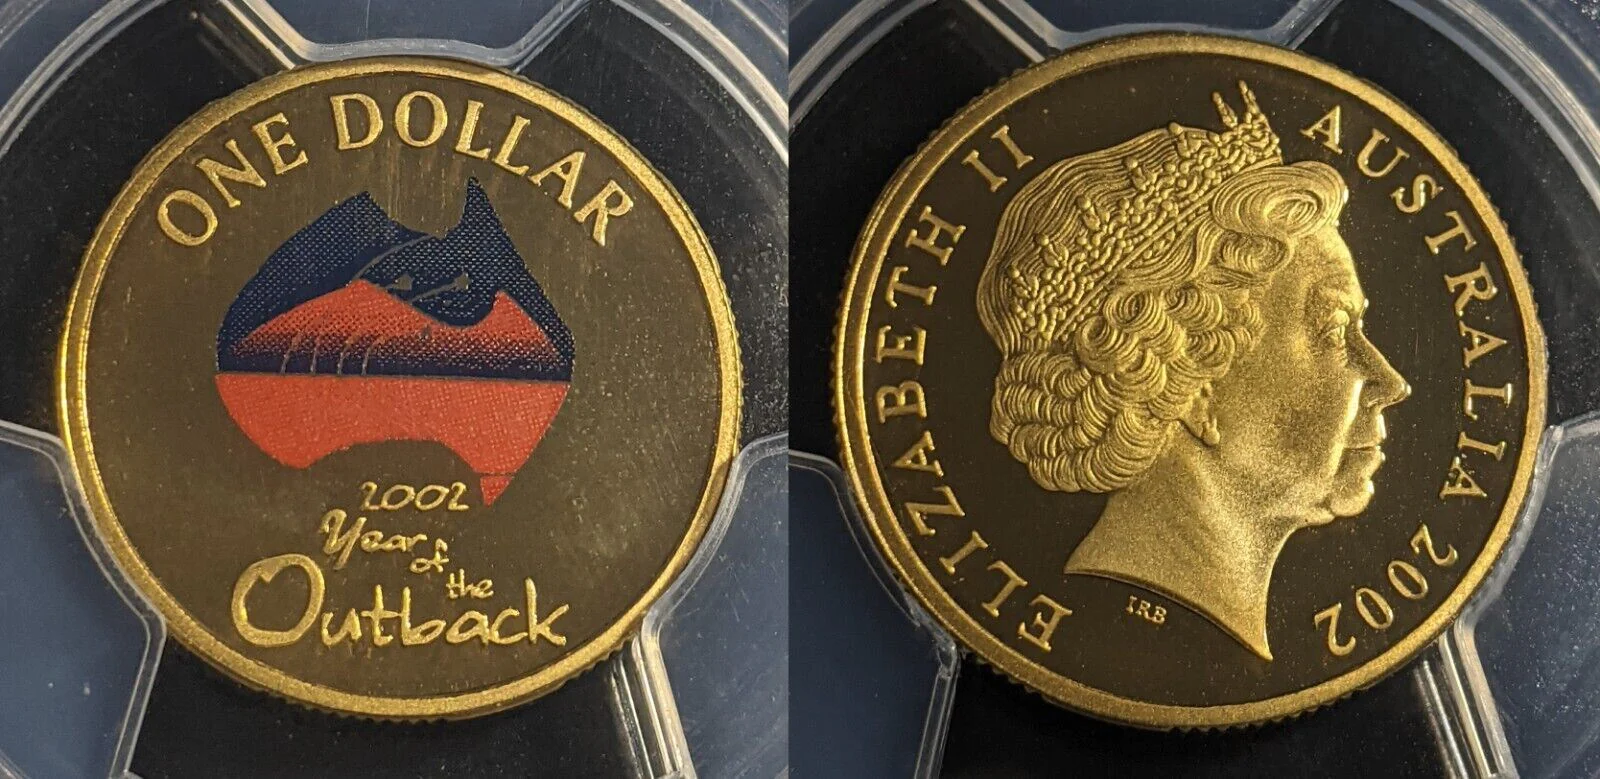 ONE DOLLAR
2002
Year of
the
Outback
ELIZABETH II
AUSTRALIA 2002
IRB